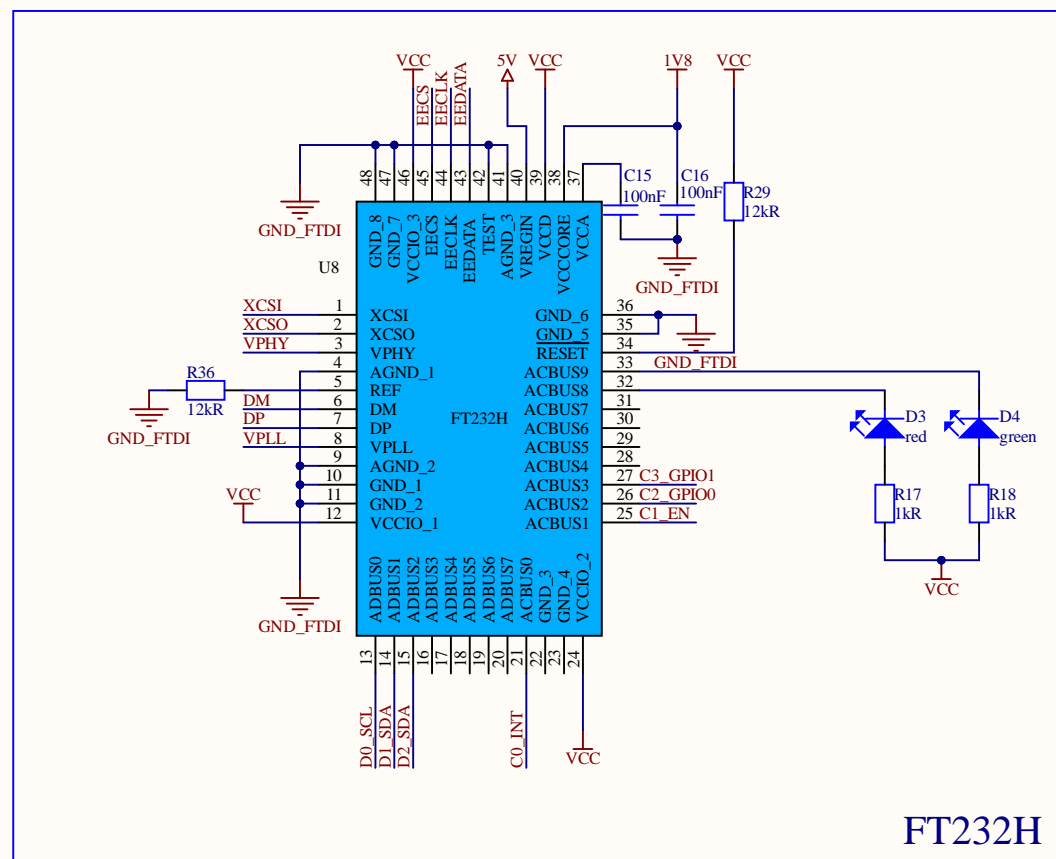 VCC
5V
VCC
1V8
VCC
EECS
EECLK
EEDATA
48
47
46
45
44
43
42
41
40
39
38
37
C15
100nF
C16
100nF
R29
12kR
GND_FTDI
GND_FTDI
GND_8
GND_7
VCCIO_3
EECS
EECLK
EEDATA
TEST
AGND_3
VREGIN
VCCD
VCCCORE
VCCA
U8
XCSI 1 XCSI
XCSO 2 XCSO
VPHY 3 VPHY
4 AGND_1
R36
12kR
GND_FTDI
5 REF
DM 6 DM
DP 7 DP
VPLL 8 VPLL
9 AGND_2
10 GND_1
11 GND_2
VCC
12 VCCIO_1
GND_FTDI
FT232H
GND_6 36
GND_5 35
RESET 34
GND_FTDI
ACBUS9 33
ACBUS8 32
ACBUS7 31
ACBUS6 30
ACBUS5 29
ACBUS4 28
ACBUS3 27 C3_GPIO1
ACBUS2 26 C2_GPIO0
ACBUS1 25 C1_EN
D3
red
D4
green
R17
1kR
R18
1kR
VCC
ADBUS0
ADBUS1
ADBUS2
ADBUS3
ADBUS4
ADBUS5
ADBUS6
ADBUS7
ACBUS0
GND_3
GND_4
VCCIO_2
13
14
15
16
17
18
19
20
21
22
23
24
D0_SCL
D1_SDA
D2_SDA
C0_INT
VCC
FT232H